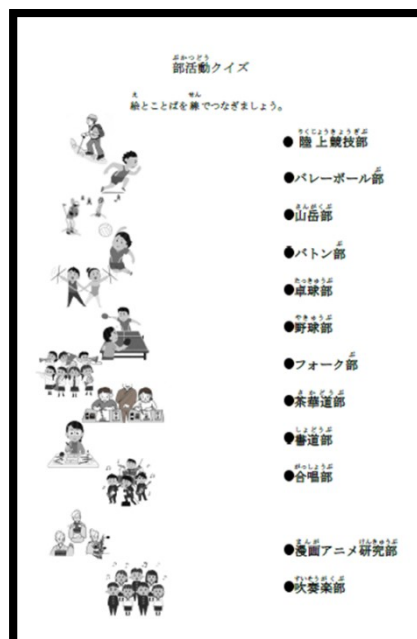 部活動クイズ
絵とことばを線でつなぎましょう。
● 陸上競技部
●バレーボール部
●山岳部
●バトン部
●卓球部
●野球部
●フォーク部
●茶華道部
●書道部
●合唱部
●漫画アニメ研究部
●吹奏楽部